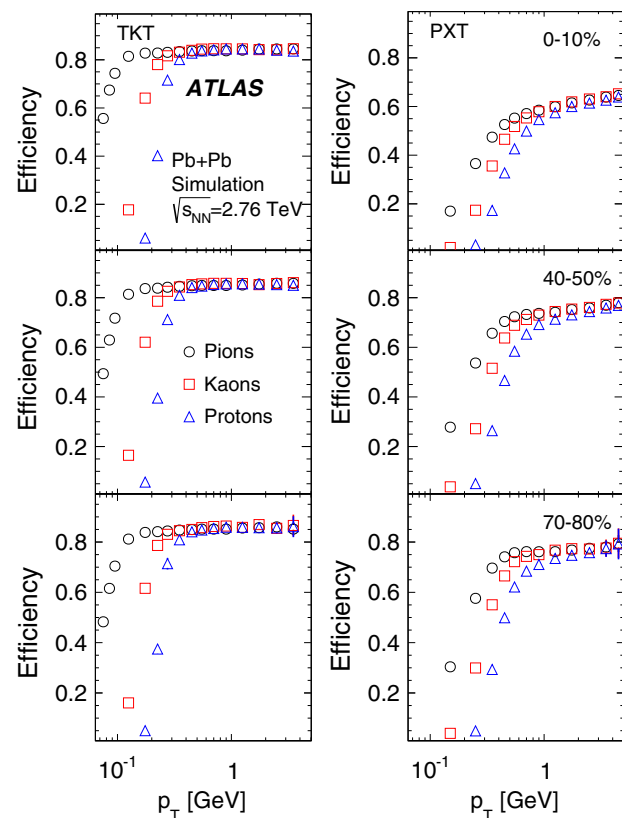 TKT
PXT
0-10%
ATLAS
Pb+Pb
Simulation
√s_NN=2.76 TeV
Efficiency
0.8
0.6
0.4
0.2
Efficiency
0.8
0.6
0.4
0.2
40-50%
Pions
Kaons
Protons
Efficiency
0.8
0.6
0.4
0.2
Efficiency
0.8
0.6
0.4
0.2
70-80%
Efficiency
0.8
0.6
0.4
0.2
Efficiency
0.8
0.6
0.4
0.2
10⁻¹ 1
p_T [GeV]
10⁻¹ 1
p_T [GeV]